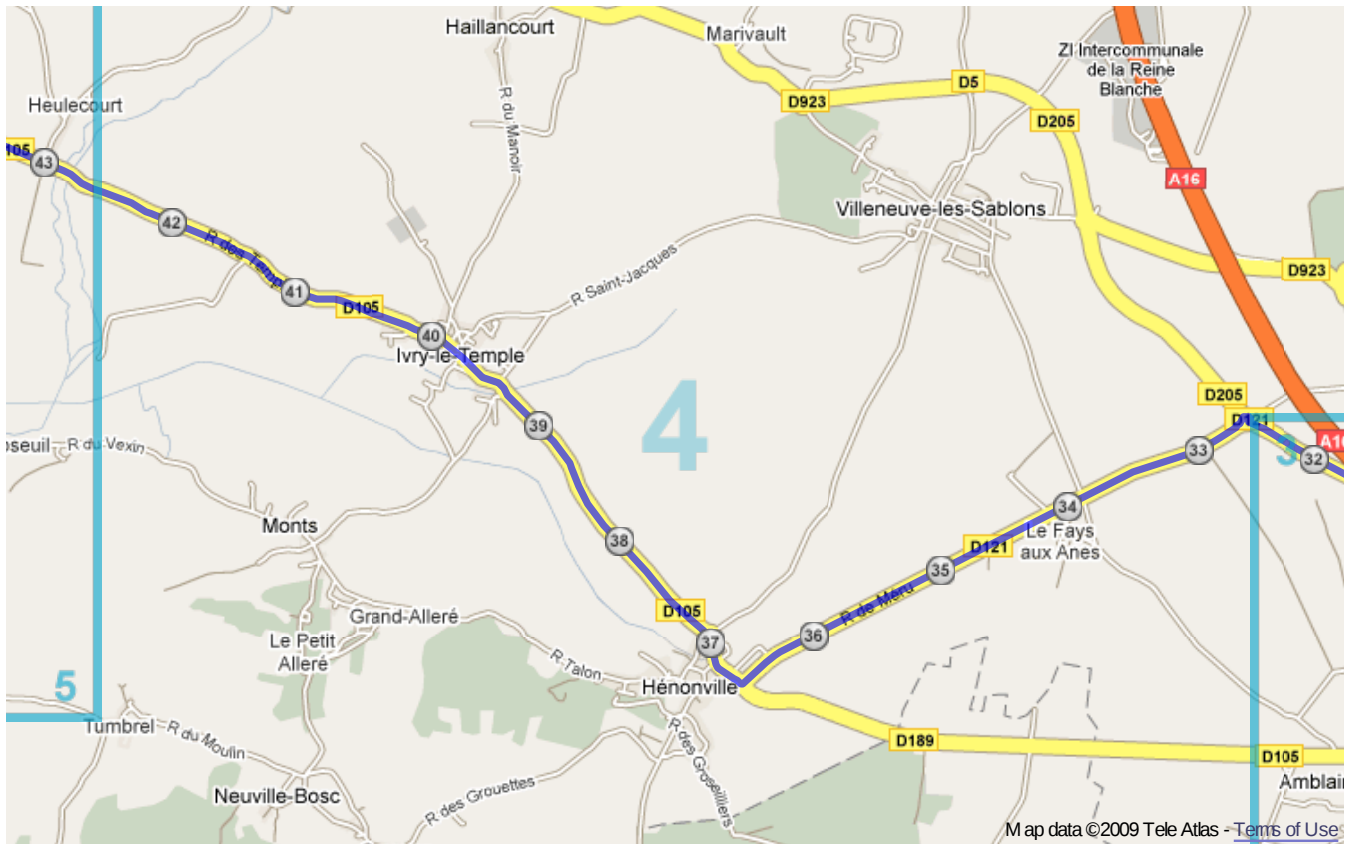 Haillancourt
Marivault
ZI Intercommunale
de la Reine
Blanche
D5
D923
D205
Heulecourt
R du Manoir
105
43
A16
42
Villeneuve-les-Sablons
R des Temp
R Saint-Jacques
D923
41
D105
40
Ivry-le-Temple
4
D205
D121
39
R du Vexin
33
3
32
34
Monts
38
Le Fays
aux Anes
D121
35
D105
R de Meru
Grand-Alleré
36
37
Le Petit
Alleré
R Talon
5
Hénonville
Tumbrel
R du Moulin
R des Groseilliers
D189
D105
Neuville-Bosc
R des Grouettes
Map data ©2009 Tele Atlas - Terms of Use